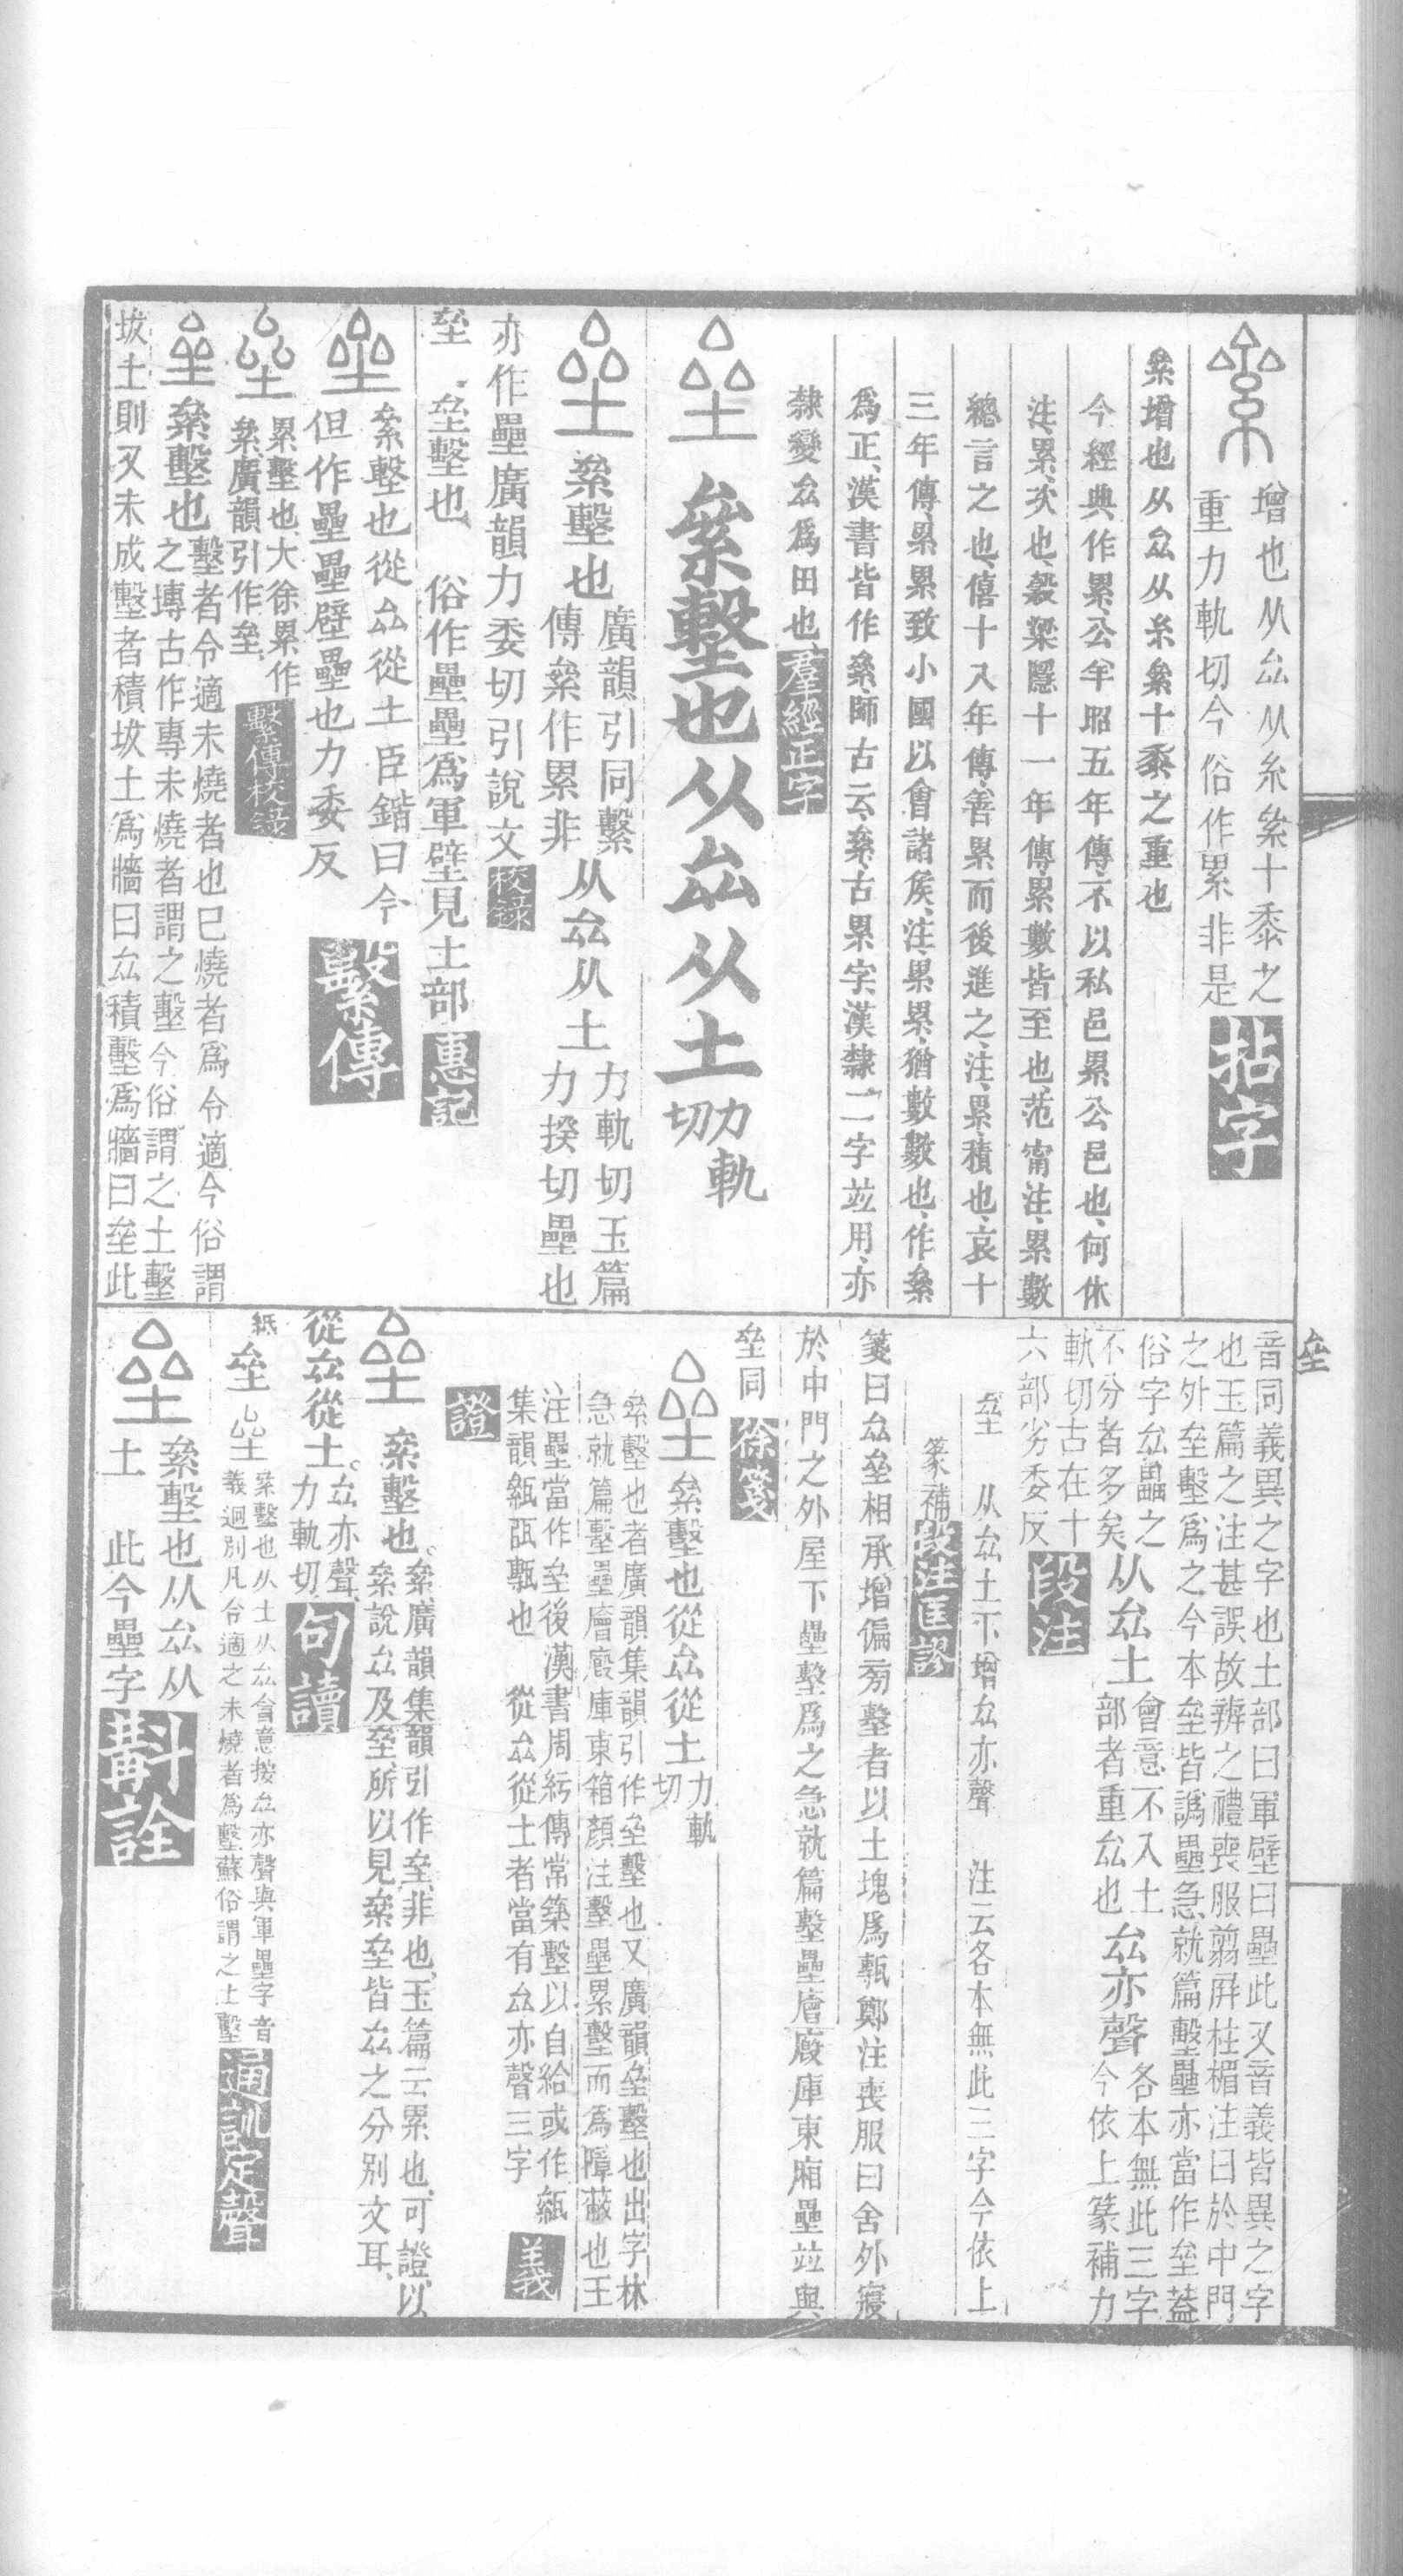 增也从厽从糸絫十黍之
重力軌切今俗作累非是
拈字
絫增也从厽从糸絫十黍之重也
今經典作累、公羊昭五年傳、不以私邑累公邑也、何休
注、累、次也、穀梁隱十一年傳、累數皆至也、范甯注、累數
總言之也、僖十八年傳、善累而後進之、注、累、積也、哀十
三年傳、累累致小國以會諸侯、注、累累、猶數數也、作絫
爲正、漢書皆作絫、師古云、絫、古累字、漢隸二字竝用、亦
隸變厽爲田也、羣經正字
絫墼也从厽从土力軌切
絫墼也廣韻引同繫
傳絫作累非从厽从土力軌切玉篇
力揆切壘也
亦作壘廣韻力委切引說文校錄
垒 垒墼也 俗作壘壘爲軍壁見土部惠記
絫墼也從厽從土臣鍇曰今
但作壘壘壁壘也力委反繫傳
累墼也、大徐累作
絫、廣韻引作垒、繫傳校錄
絫墼也墼者令適未燒者也已燒者爲令適今俗謂
之塼古作專未燒者謂之墼今俗謂之土墼
坺土則又未成墼者積坺土爲牆曰厽積墼爲牆曰垒此
垒
音同義異之字也土部曰軍壁曰壘此又音義皆異之字
也玉篇之注甚誤故辨之禮喪服翦屛柱楣注曰於中門
之外垒墼爲之今本垒皆譌壘急就篇墼壘亦當作垒蓋
俗字厽畾之
不分者多矣从厽土會意不入土
部者重厽也厽亦聲各本無此三字
今依上篆補力
軌切古在十
六部劣委反段注
垒 从厽土下增厽亦聲 注云各本無此三字今依上
篆補段注匡謬
箋曰厽垒相承增偏旁墼者以土塊爲甎鄭注喪服曰舍外寢
於中門之外屋下壘墼爲之急就篇墼壘廥廄庫東廂壘竝與
垒同徐箋
絫墼也從厽從土力軌切
絫墼也者廣韻集韻引作垒墼也又廣韻垒墼也出字林
急就篇墼壘廥廄庫東箱顏注墼壘累墼而爲障蔽也王
注壘當作垒後漢書周紆傳常築墼以自給或作㼲
集韻㼲瓳甎也 從厽從土者當有厽亦聲三字義
證
絫墼也。絫、廣韻集韻引作垒、非也、玉篇云累也、可證、以
絫說厽及垒、所以見絫垒皆厽之分別文耳、
從厽從土。厽亦聲、
力軌切句讀
紙
垒絫墼也从土从厽會意按厽亦聲與軍壘字音
義迥別凡令適之未燒者爲墼蘇俗謂之土墼通訓定聲
絫墼也从厽从
土 此今壘字斠詮